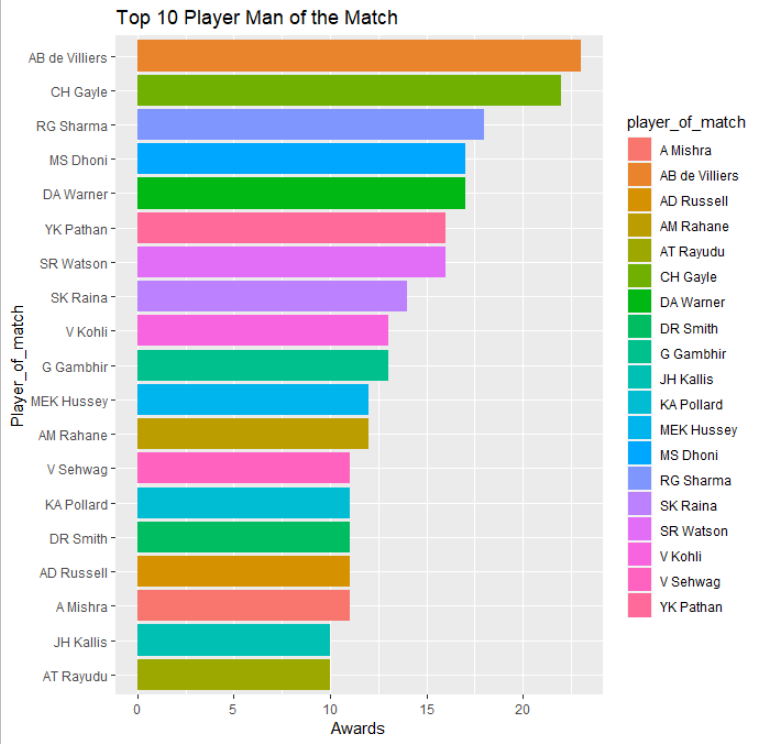 Top 10 Player Man of the Match
Player_of_match
AB de Villiers
CH Gayle
RG Sharma
MS Dhoni
DA Warner
YK Pathan
SR Watson
SK Raina
V Kohli
G Gambhir
MEK Hussey
AM Rahane
V Sehwag
KA Pollard
DR Smith
AD Russell
A Mishra
JH Kallis
AT Rayudu
0 5 10 15 20
Awards
player_of_match
A Mishra
AB de Villiers
AD Russell
AM Rahane
AT Rayudu
CH Gayle
DA Warner
DR Smith
G Gambhir
JH Kallis
KA Pollard
MEK Hussey
MS Dhoni
RG Sharma
SK Raina
SR Watson
V Kohli
V Sehwag
YK Pathan